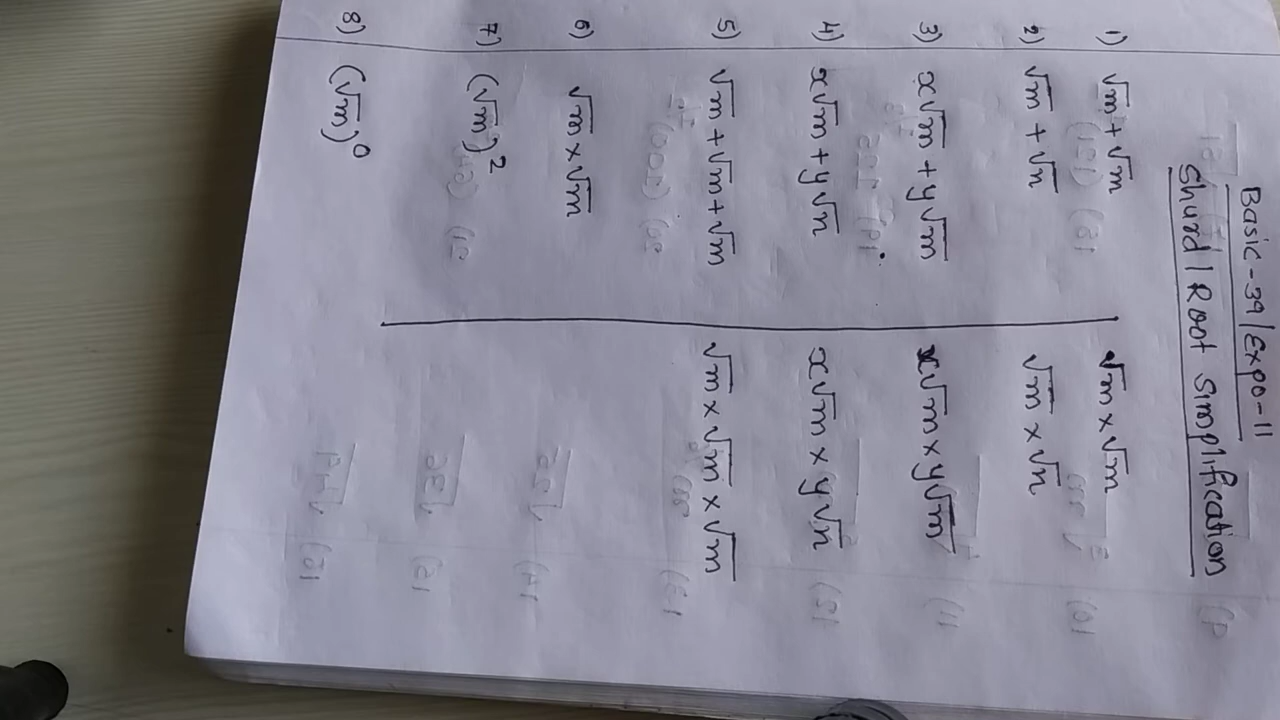 Basic-39/Expo-11
Shurd/Root Simplification
1) √m + √m √m × √m
2) √m + √n √m × √n
3) x√m + y√m x√m × y√m
4) x√m + y√n x√m × y√n
5) √m + √m + √m √m × √m × √m
6) √m × √m
7) (√m)²
8) (√m)⁰